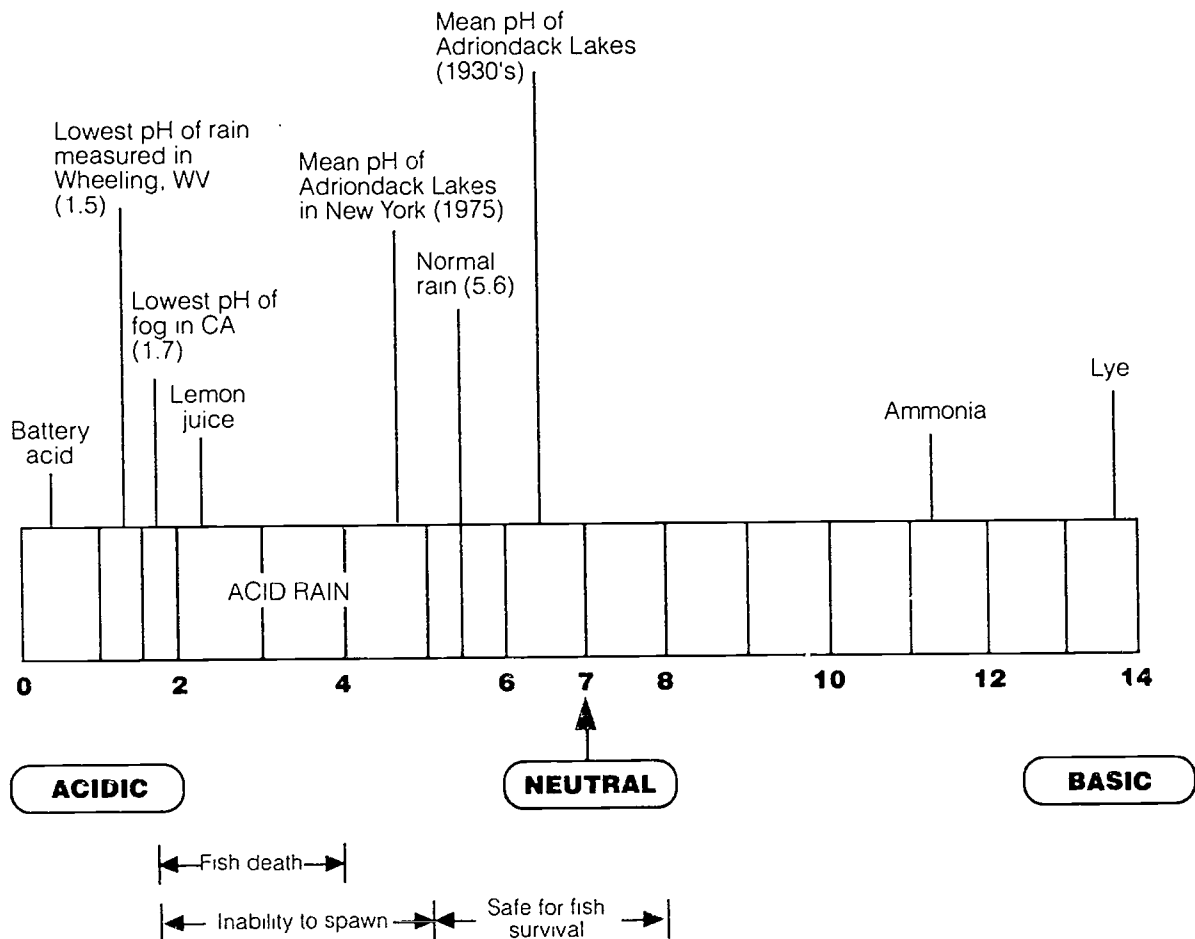 Mean pH of
Adriondack Lakes
(1930's)
Lowest pH of rain
measured in
Wheeling, WV
(1.5)
Mean pH of
Adriondack Lakes
in New York (1975)
Normal
rain (5.6)
Lowest pH of
fog in CA
(1.7)
Lemon
juice
Battery
acid
Ammonia
Lye
ACID RAIN
0 2 4 6 7 8 10 12 14
ACIDIC
NEUTRAL
BASIC
Fish death
Inability to spawn
Safe for fish
survival